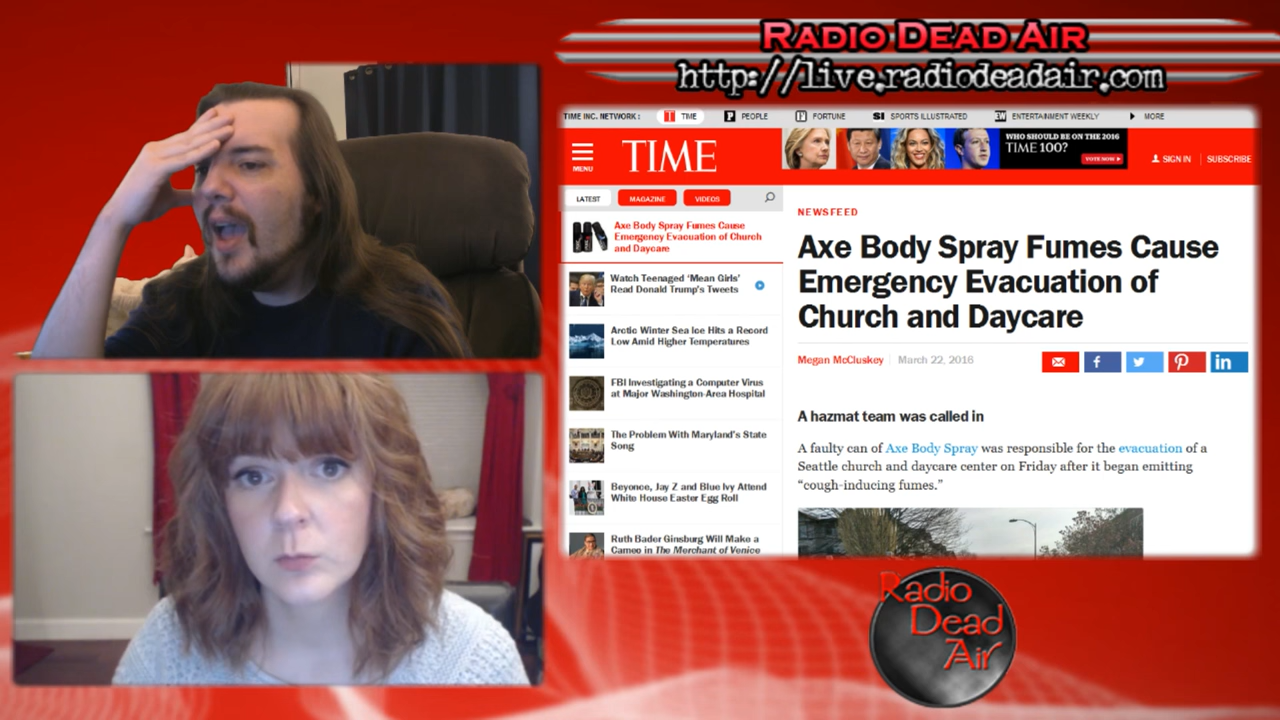 RADIO DEAD AIR
http://live.radiodeadair.com
TIME INC. NETWORK :
TIME
PEOPLE
FORTUNE
SI SPORTS ILLUSTRATED
EW ENTERTAINMENT WEEKLY
MORE
MENU
TIME
WHO SHOULD BE ON THE 2016
TIME 100?
VOTE NOW
SIGN IN
SUBSCRIBE
LATEST
MAGAZINE
VIDEOS
Axe Body Spray Fumes Cause
Emergency Evacuation of Church
and Daycare
Watch Teenaged 'Mean Girls'
Read Donald Trump's Tweets
Arctic Winter Sea Ice Hits a Record
Low Amid Higher Temperatures
FBI Investigating a Computer Virus
at Major Washington-Area Hospital
The Problem With Maryland's State
Song
Beyonce, Jay Z and Blue Ivy Attend
White House Easter Egg Roll
Ruth Bader Ginsburg Will Make a
Cameo in The Merchant of Venice
NEWSFEED
Axe Body Spray Fumes Cause
Emergency Evacuation of
Church and Daycare
Megan McCluskey
March 22, 2016
A hazmat team was called in
A faulty can of Axe Body Spray was responsible for the evacuation of a
Seattle church and daycare center on Friday after it began emitting
“cough-inducing fumes.”
Radio
Dead
Air